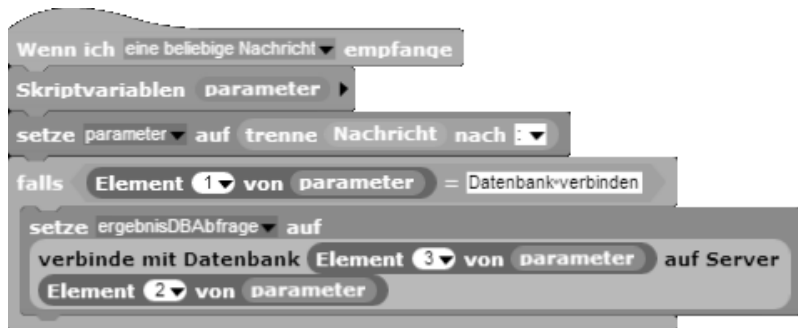 Wenn ich eine beliebige Nachricht empfange
Skriptvariablen parameter
setze parameter auf trenne Nachricht nach :
falls Element 1 von parameter = Datenbank verbinden
setze ergebnisDBAbfrage auf
verbinde mit Datenbank Element 3 von parameter auf Server
Element 2 von parameter